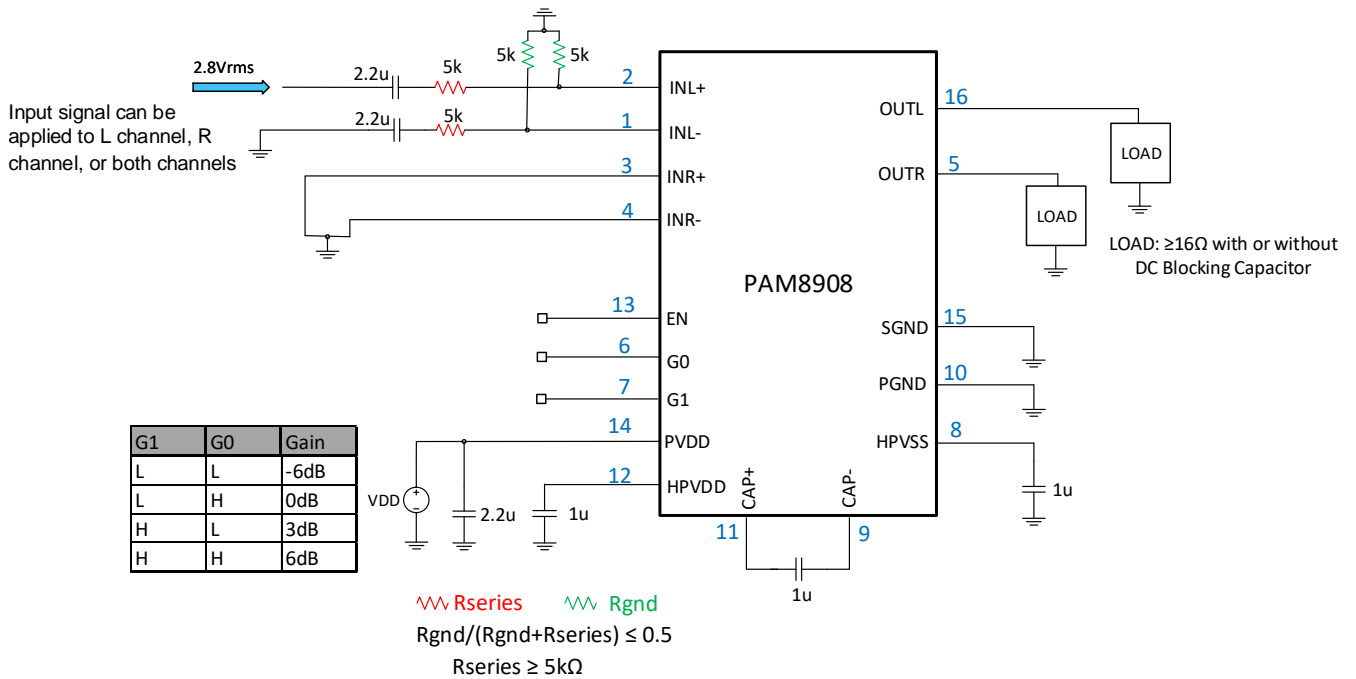 5k
5k
2.8Vrms
2.2u
5k
2
INL+
Input signal can be
applied to L channel, R
channel, or both channels
2.2u
5k
1
INL-
3
INR+
4
INR-
OUTL
16
LOAD
OUTR
5
LOAD
LOAD: ≥16Ω with or without
DC Blocking Capacitor
PAM8908
13
EN
6
G0
7
G1
14
PVDD
12
HPVDD
SGND
15
PGND
10
HPVSS
8
1u
G1 G0 Gain
L L -6dB
L H 0dB
H L 3dB
H H 6dB
VDD
2.2u
1u
CAP+
CAP-
11
9
1u
Rseries
Rgnd
Rgnd/(Rgnd+Rseries) ≤ 0.5
Rseries ≥ 5kΩ